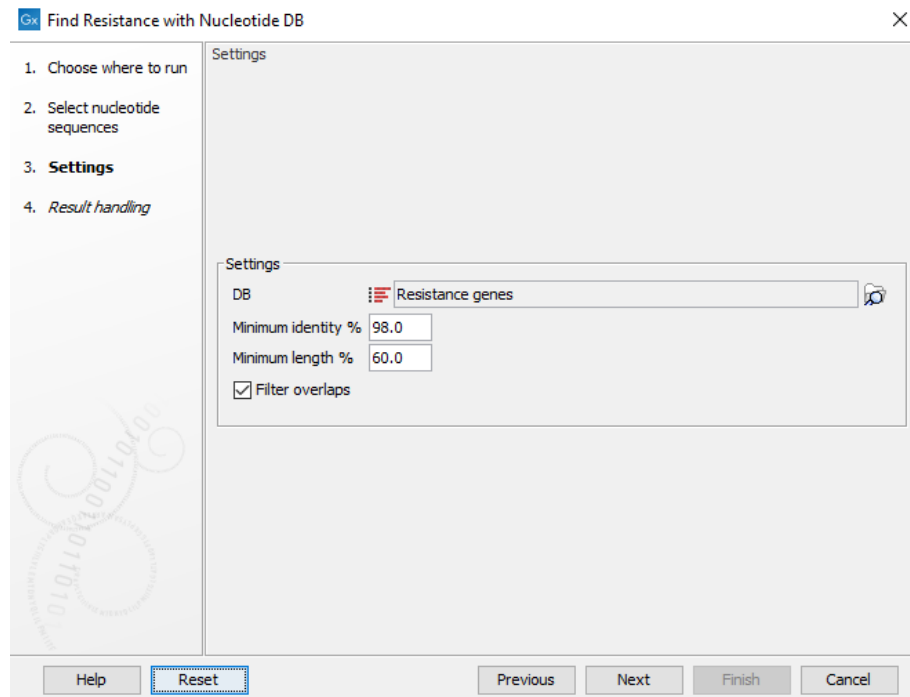 Gx Find Resistance with Nucleotide DB
1. Choose where to run
2. Select nucleotide
sequences
3. Settings
4. Result handling
Settings
Settings
DB Resistance genes
Minimum identity % 98.0
Minimum length % 60.0
Filter overlaps
Help Reset Previous Next Finish Cancel